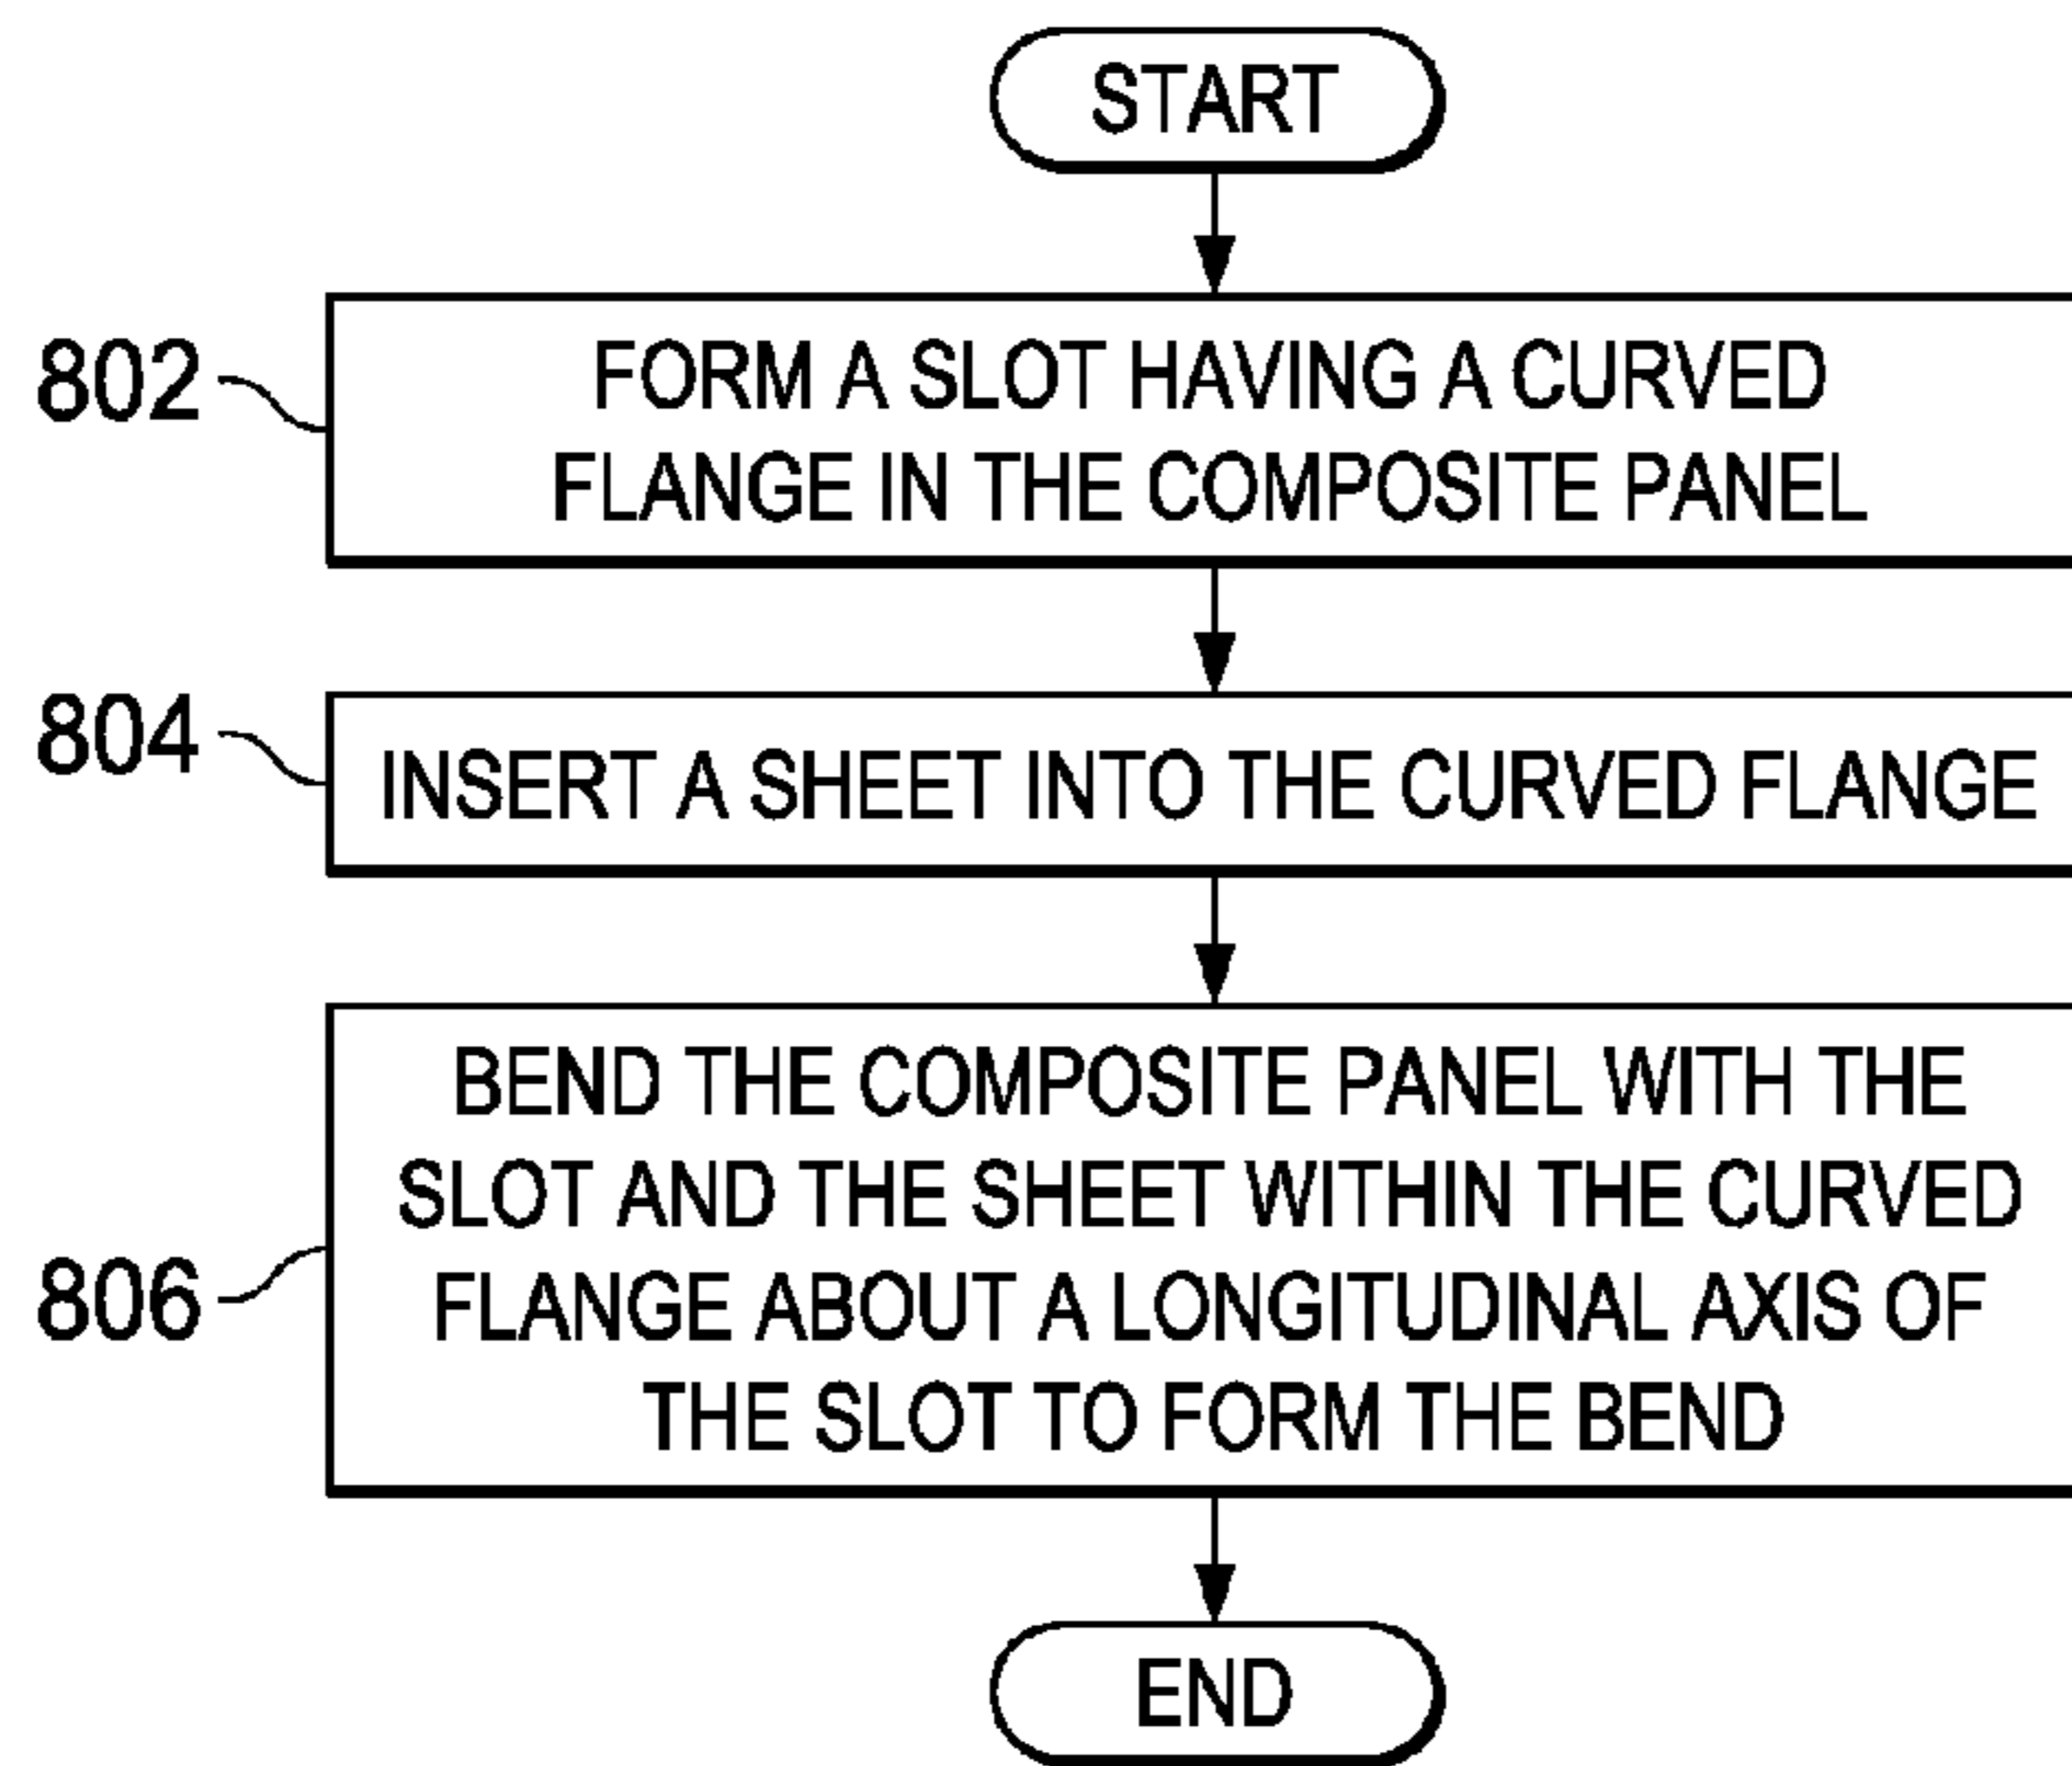 START
802
FORM A SLOT HAVING A CURVED
FLANGE IN THE COMPOSITE PANEL
804
INSERT A SHEET INTO THE CURVED FLANGE
806
BEND THE COMPOSITE PANEL WITH THE
SLOT AND THE SHEET WITHIN THE CURVED
FLANGE ABOUT A LONGITUDINAL AXIS OF
THE SLOT TO FORM THE BEND
END